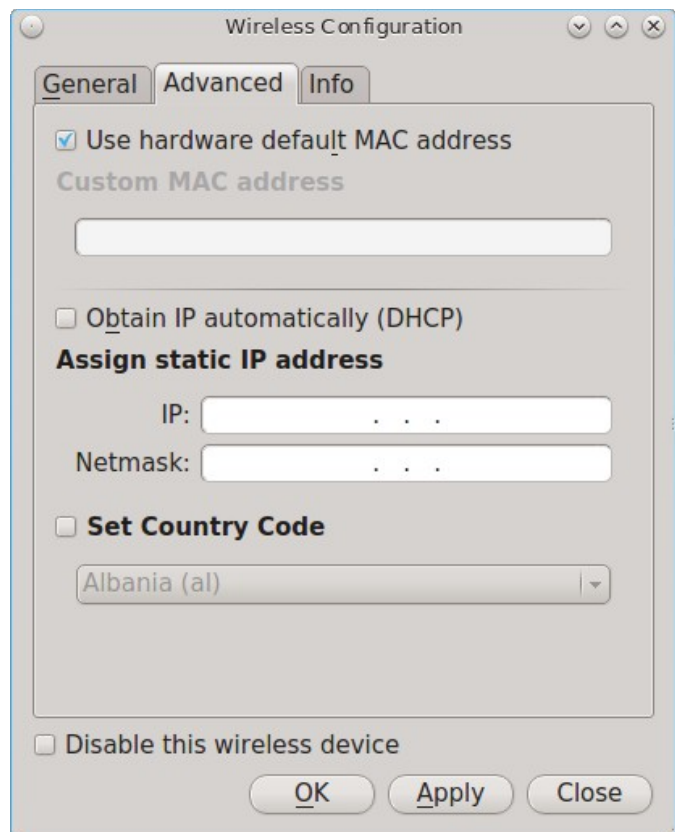 Wireless Configuration
General Advanced Info
Use hardware default MAC address
Custom MAC address
Obtain IP automatically (DHCP)
Assign static IP address
IP: . . .
Netmask: . . .
Set Country Code
Albania (al)
Disable this wireless device
OK Apply Close